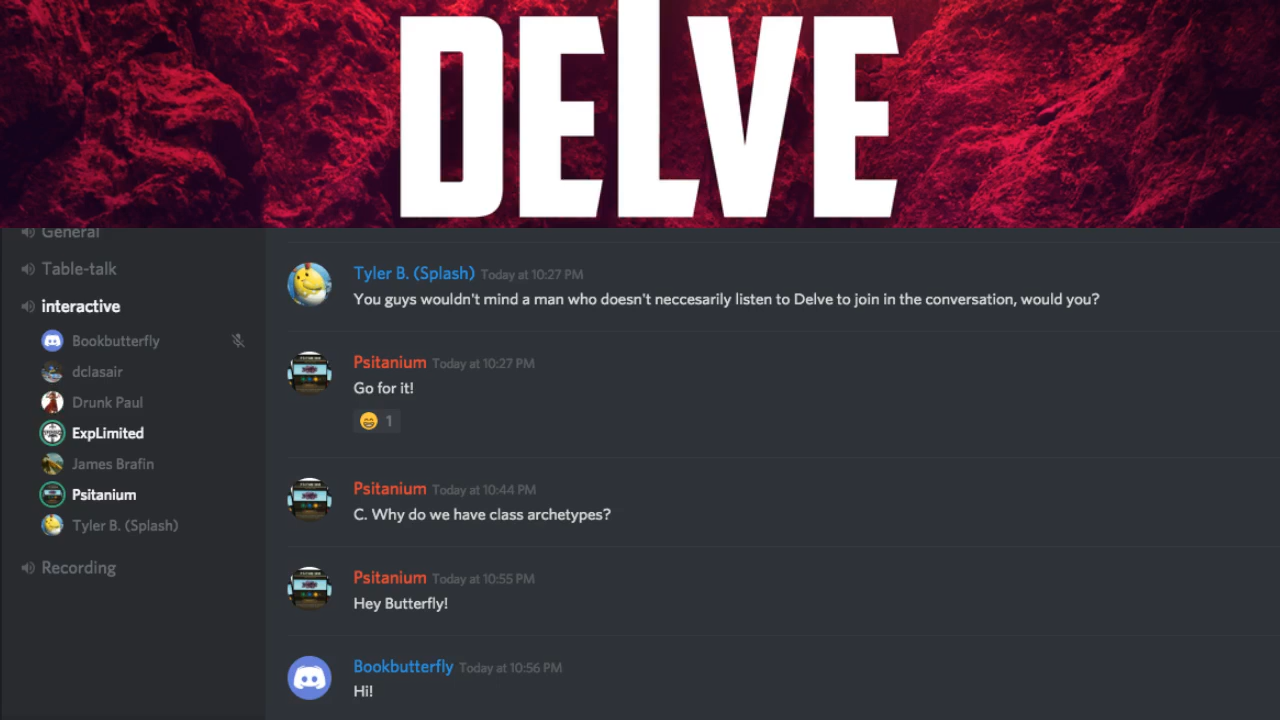 DELVE
General
Table-talk
interactive
Bookbutterfly
dclasair
Drunk Paul
ExpLimited
James Brafin
Psitanium
Tyler B. (Splash)
Recording
Tyler B. (Splash) Today at 10:27 PM
You guys wouldn't mind a man who doesn't neccesarily listen to Delve to join in the conversation, would you?
Psitanium Today at 10:27 PM
Go for it!
1
Psitanium Today at 10:44 PM
C. Why do we have class archetypes?
Psitanium Today at 10:55 PM
Hey Butterfly!
Bookbutterfly Today at 10:56 PM
Hi!